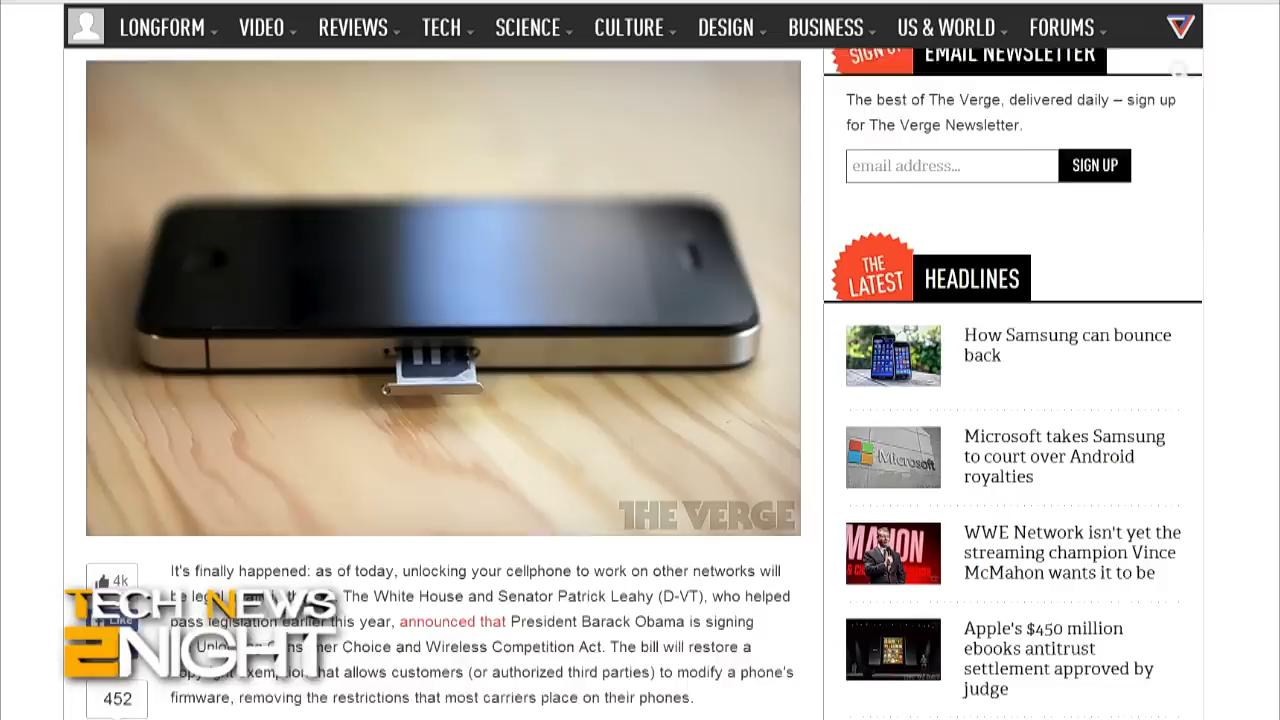 LONGFORM VIDEO REVIEWS TECH SCIENCE CULTURE DESIGN BUSINESS US & WORLD FORUMS
SIGN UP EMAIL NEWSLETTER
The best of The Verge, delivered daily – sign up
for The Verge Newsletter.
email address...
SIGN UP
THE LATEST
HEADLINES
How Samsung can bounce
back
Microsoft
Microsoft takes Samsung
to court over Android
royalties
WWE Network isn't yet the
streaming champion Vince
McMahon wants it to be
Apple's $450 million
ebooks antitrust
settlement approved by
judge
THE VERGE
4k
Like
452
It's finally happened: as of today, unlocking your cellphone to work on other networks will
The White House and Senator Patrick Leahy (D-VT), who helped
pass legislation earlier this year, announced that President Barack Obama is signing
Choice and Wireless Competition Act. The bill will restore a
that allows customers (or authorized third parties) to modify a phone's
firmware, removing the restrictions that most carriers place on their phones.
TECH NEWS
2NIGHT